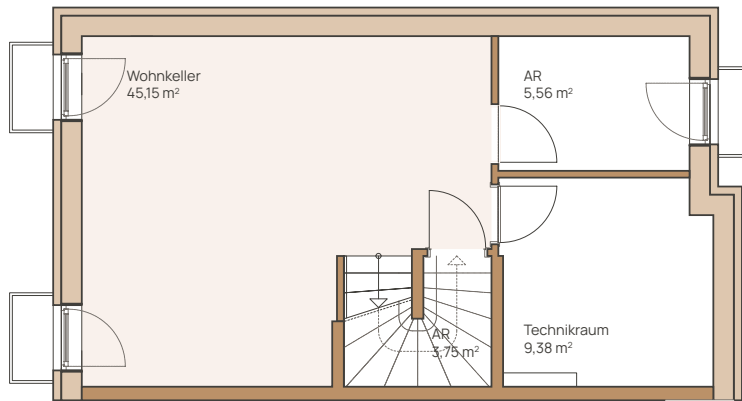 Wohnkeller
45,15 m²
AR
5,56 m²
AR
3,75 m²
Technikraum
9,38 m²